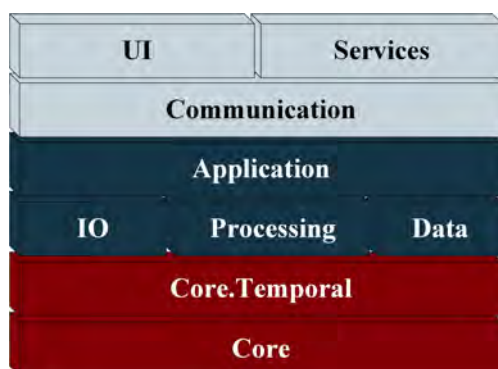 UI Services
Communication
Application
IO Processing Data
Core.Temporal
Core